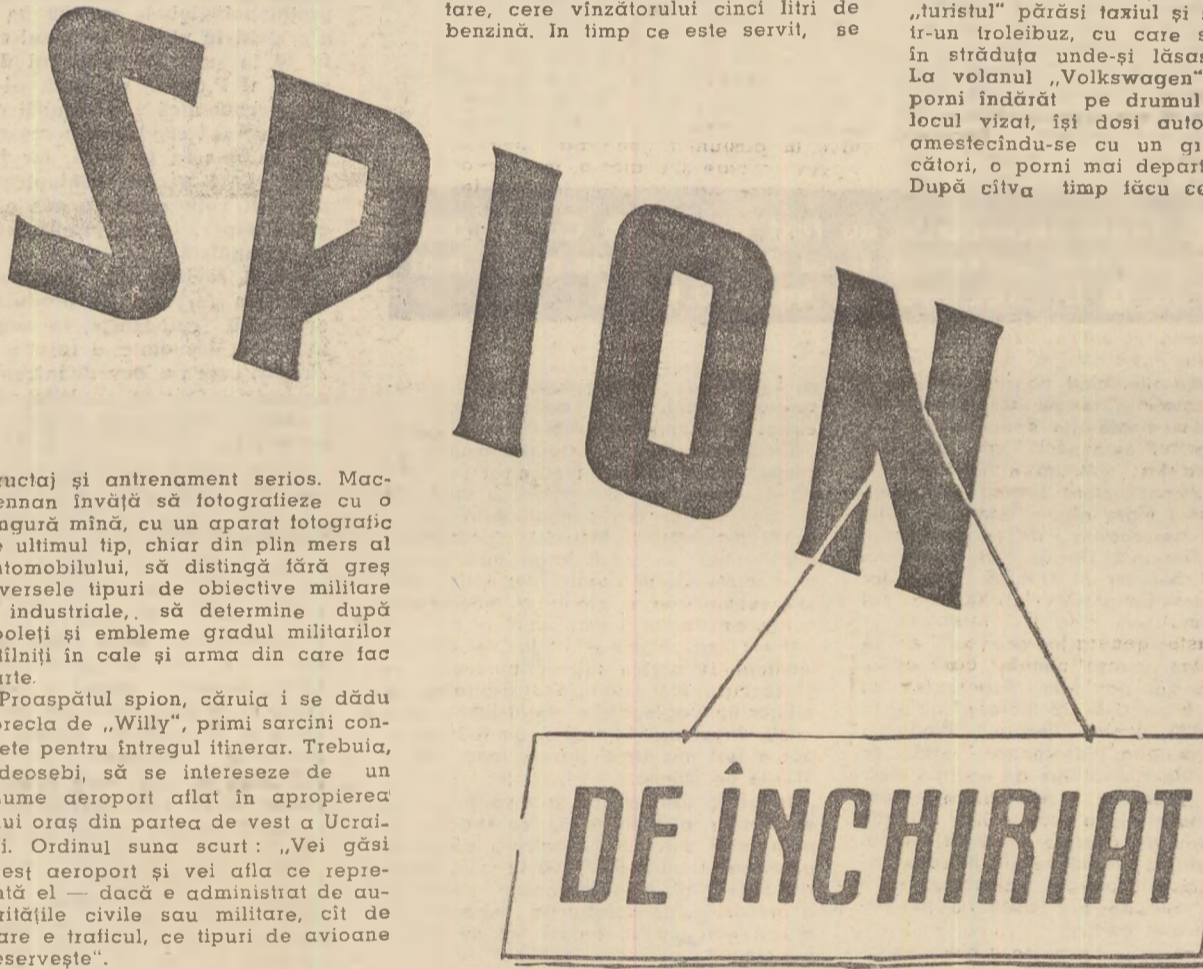 SPION
DE ÎNCHIRIAT
ructaj și antrenament serios. Mac-
ennan învăță să fotografieze cu o
ngură mînă, cu un aparat fotografic
e ultimul tip, chiar din plin mers al
tomobilului, să distingă fără greș
versele tipuri de obiective militare
i industriale,. să determine după
oleți și embleme gradul militarilor
tîlniți în cale și arma din care fac
arte.
Proaspătul spion, căruia i se dădu
orecla de „Willy“, primi sarcini con-
ete pentru întregul itinerar. Trebuia,
deosebi, să se intereseze de un
ume aeroport aflat în apropierea
ui oraș din partea de vest a Ucrai-
i. Ordinul suna scurt : „Vei găsi
est aeroport și vei afla ce repre-
ntă el — dacă e administrat de au-
ritățile civile sau militare, cît de
are e traficul, ce tipuri de avioane
eservește“.
tare, cere vînzătorului cinci litri de
benzină. In timp ce este servit, se
„turistul“ părăsi taxiul și
tr-un troleibuz, cu care s
în străduța unde-și lăsas
La volanul „Volkswagen“
porni îndărăt pe drumul
locul vizat, își dosi auto
amestecîndu-se cu un gr
cători, o porni mai depart
După cîtva timp făcu ce